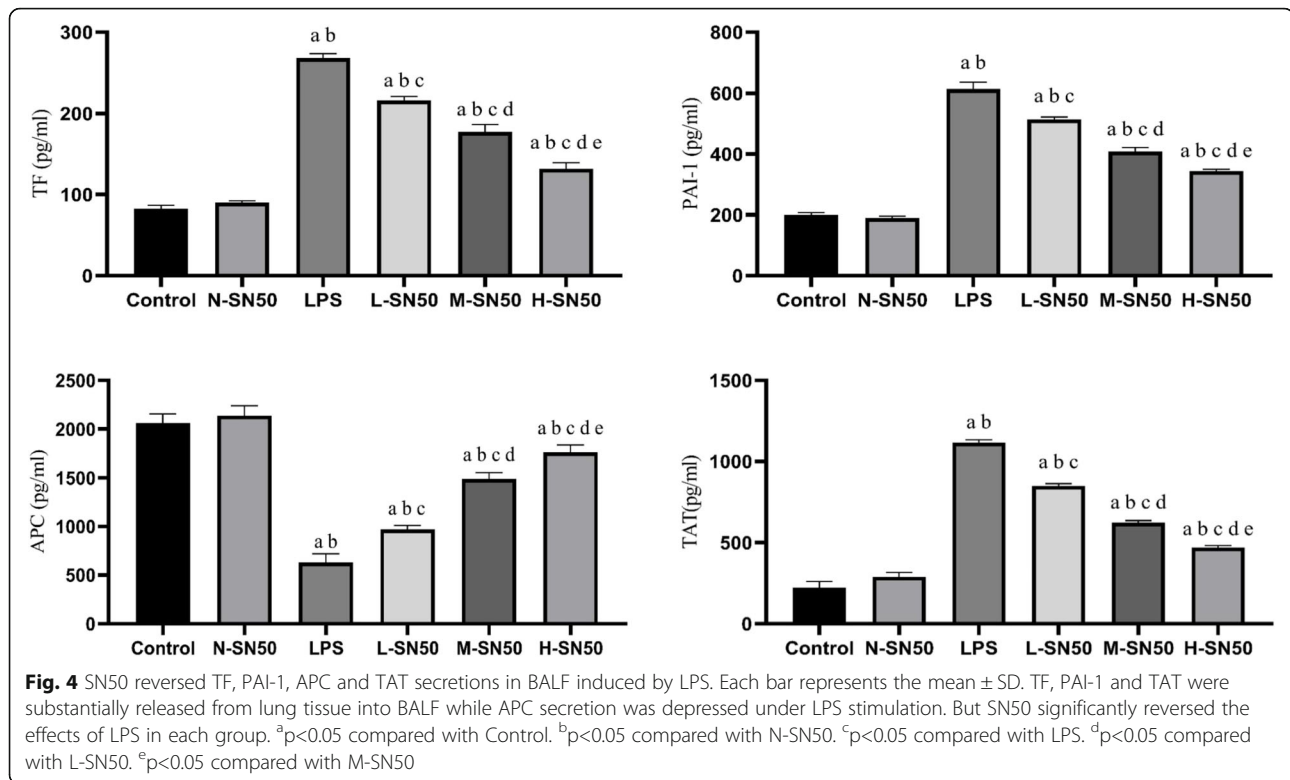 300
200
100
0
TF (pg/ml)
a b
a b c
a b c d
a b c d e
Control N-SN50 LPS L-SN50 M-SN50 H-SN50
800
600
400
200
0
PAI-1 (pg/ml)
a b
a b c
a b c d
a b c d e
Control N-SN50 LPS L-SN50 M-SN50 H-SN50
2500
2000
1500
1000
500
0
APC (pg/ml)
a b
a b c
a b c d
a b c d e
Control N-SN50 LPS L-SN50 M-SN50 H-SN50
1500
1000
500
0
TAT(pg/ml)
a b
a b c
a b c d
a b c d e
Control N-SN50 LPS L-SN50 M-SN50 H-SN50
Fig. 4 SN50 reversed TF, PAI-1, APC and TAT secretions in BALF induced by LPS. Each bar represents the mean ± SD. TF, PAI-1 and TAT were
substantially released from lung tissue into BALF while APC secretion was depressed under LPS stimulation. But SN50 significantly reversed the
effects of LPS in each group. ᵃp<0.05 compared with Control. ᵇp<0.05 compared with N-SN50. ᶜp<0.05 compared with LPS. ᵈp<0.05 compared
with L-SN50. ᵉp<0.05 compared with M-SN50